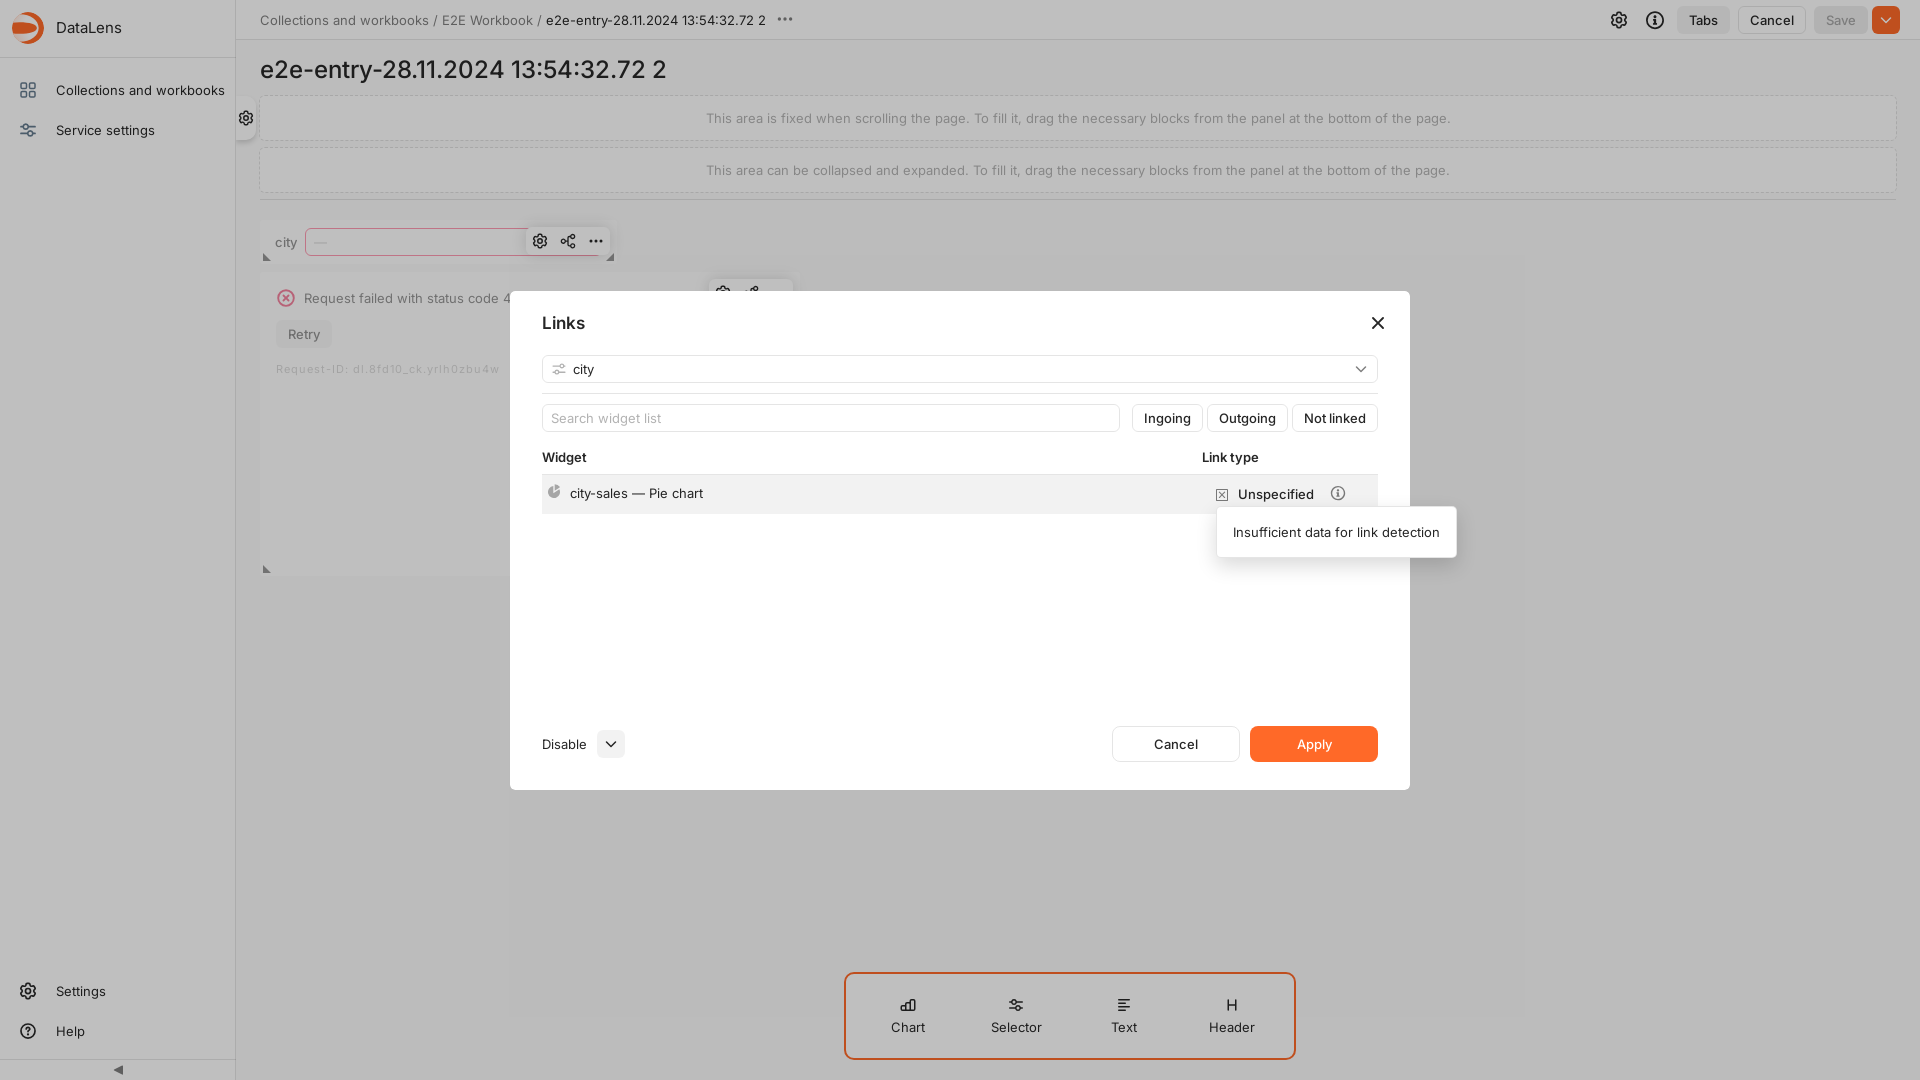 DataLens
Collections and workbooks / E2E Workbook / e2e-entry-28.11.2024 13:54:32.72 2
Tabs
Cancel
Save
Collections and workbooks
Service settings
e2e-entry-28.11.2024 13:54:32.72 2
This area is fixed when scrolling the page. To fill it, drag the necessary blocks from the panel at the bottom of the page.
This area can be collapsed and expanded. To fill it, drag the necessary blocks from the panel at the bottom of the page.
city
—
Request failed with status code 4
Retry
Request-ID: dl.8fd10_ck.yrlh0zbu4w
Links
city
Search widget list
Ingoing
Outgoing
Not linked
Widget
Link type
city-sales — Pie chart
Unspecified
Insufficient data for link detection
Disable
Cancel
Apply
Settings
Help
Chart
Selector
Text
Header